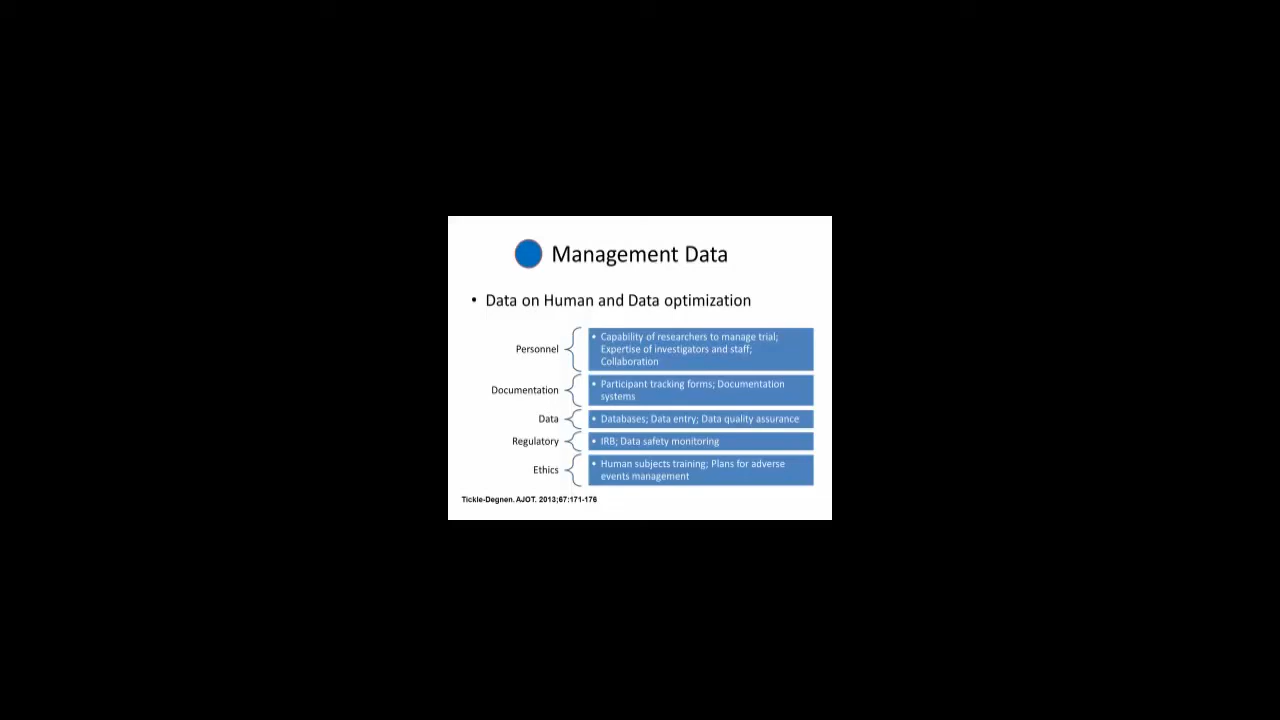 Management Data
• Data on Human and Data optimization
Personnel
• Capability of researchers to manage trial;
Expertise of investigators and staff;
Collaboration
Documentation
• Participant tracking forms; Documentation
systems
Data
• Databases; Data entry; Data quality assurance
Regulatory
• IRB; Data safety monitoring
Ethics
• Human subjects training; Plans for adverse
events management
Tickle-Degnen. AJOT. 2013;67:171-176